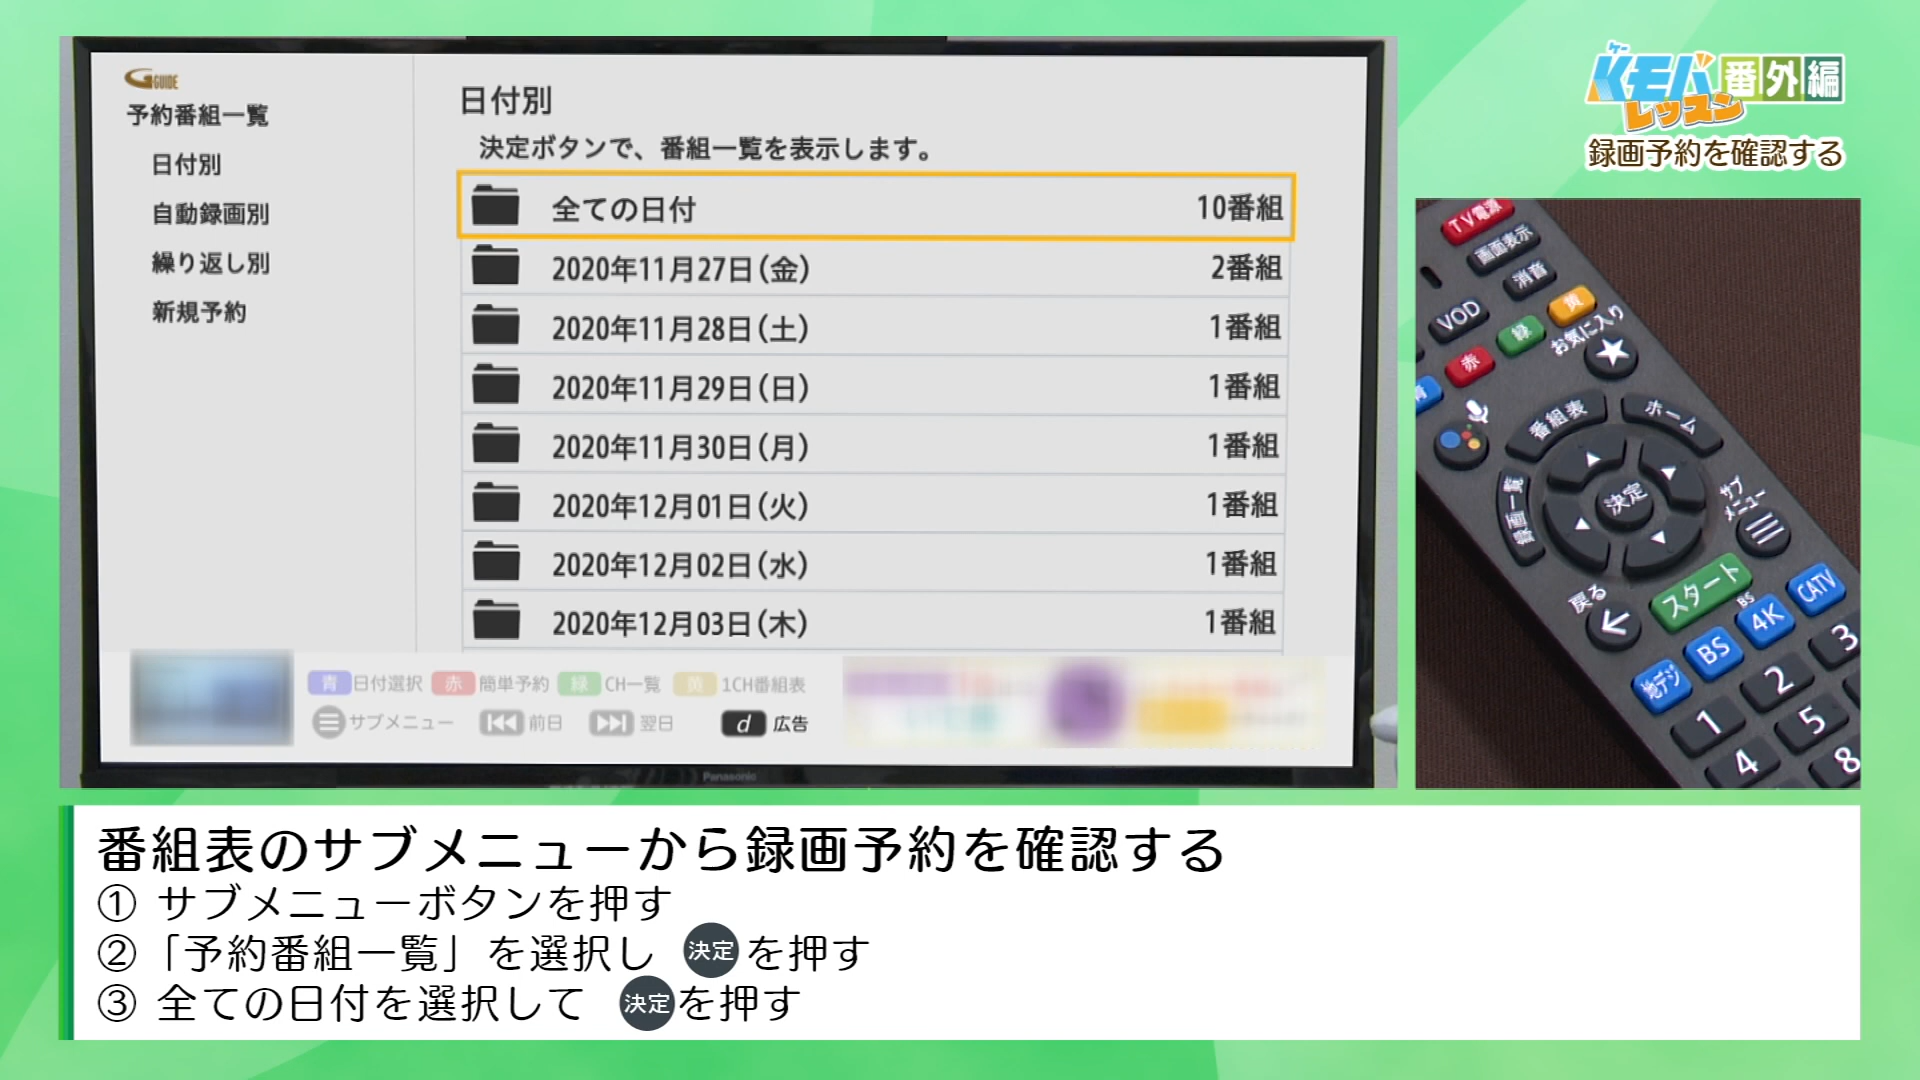 GGUIDE
予約番組一覧
日付別
自動録画別
繰り返し別
新規予約
日付別
決定ボタンで、番組一覧を表示します。
全ての日付 10番組
2020年11月27日(金) 2番組
2020年11月28日(土) 1番組
2020年11月29日(日) 1番組
2020年11月30日(月) 1番組
2020年12月01日(火) 1番組
2020年12月02日(水) 1番組
2020年12月03日(木) 1番組
青 日付選択 赤 簡単予約 緑 CH一覧 黄 1CH番組表
サブメニュー 前日 翌日 d 広告
Panasonic
ケー
Kモバ番外編
レッスン
録画予約を確認する
TV電源
画面表示
消音
VOD
黄
緑
赤
青
お気に入り
番組表
ホーム
録画一覧
決定
サブ
メニュー
戻る
スタート
地デジ
BS
BS
4K
CATV
1
2
3
4
5
8
番組表のサブメニューから録画予約を確認する
① サブメニューボタンを押す
②「予約番組一覧」を選択し 決定 を押す
③ 全ての日付を選択して 決定 を押す